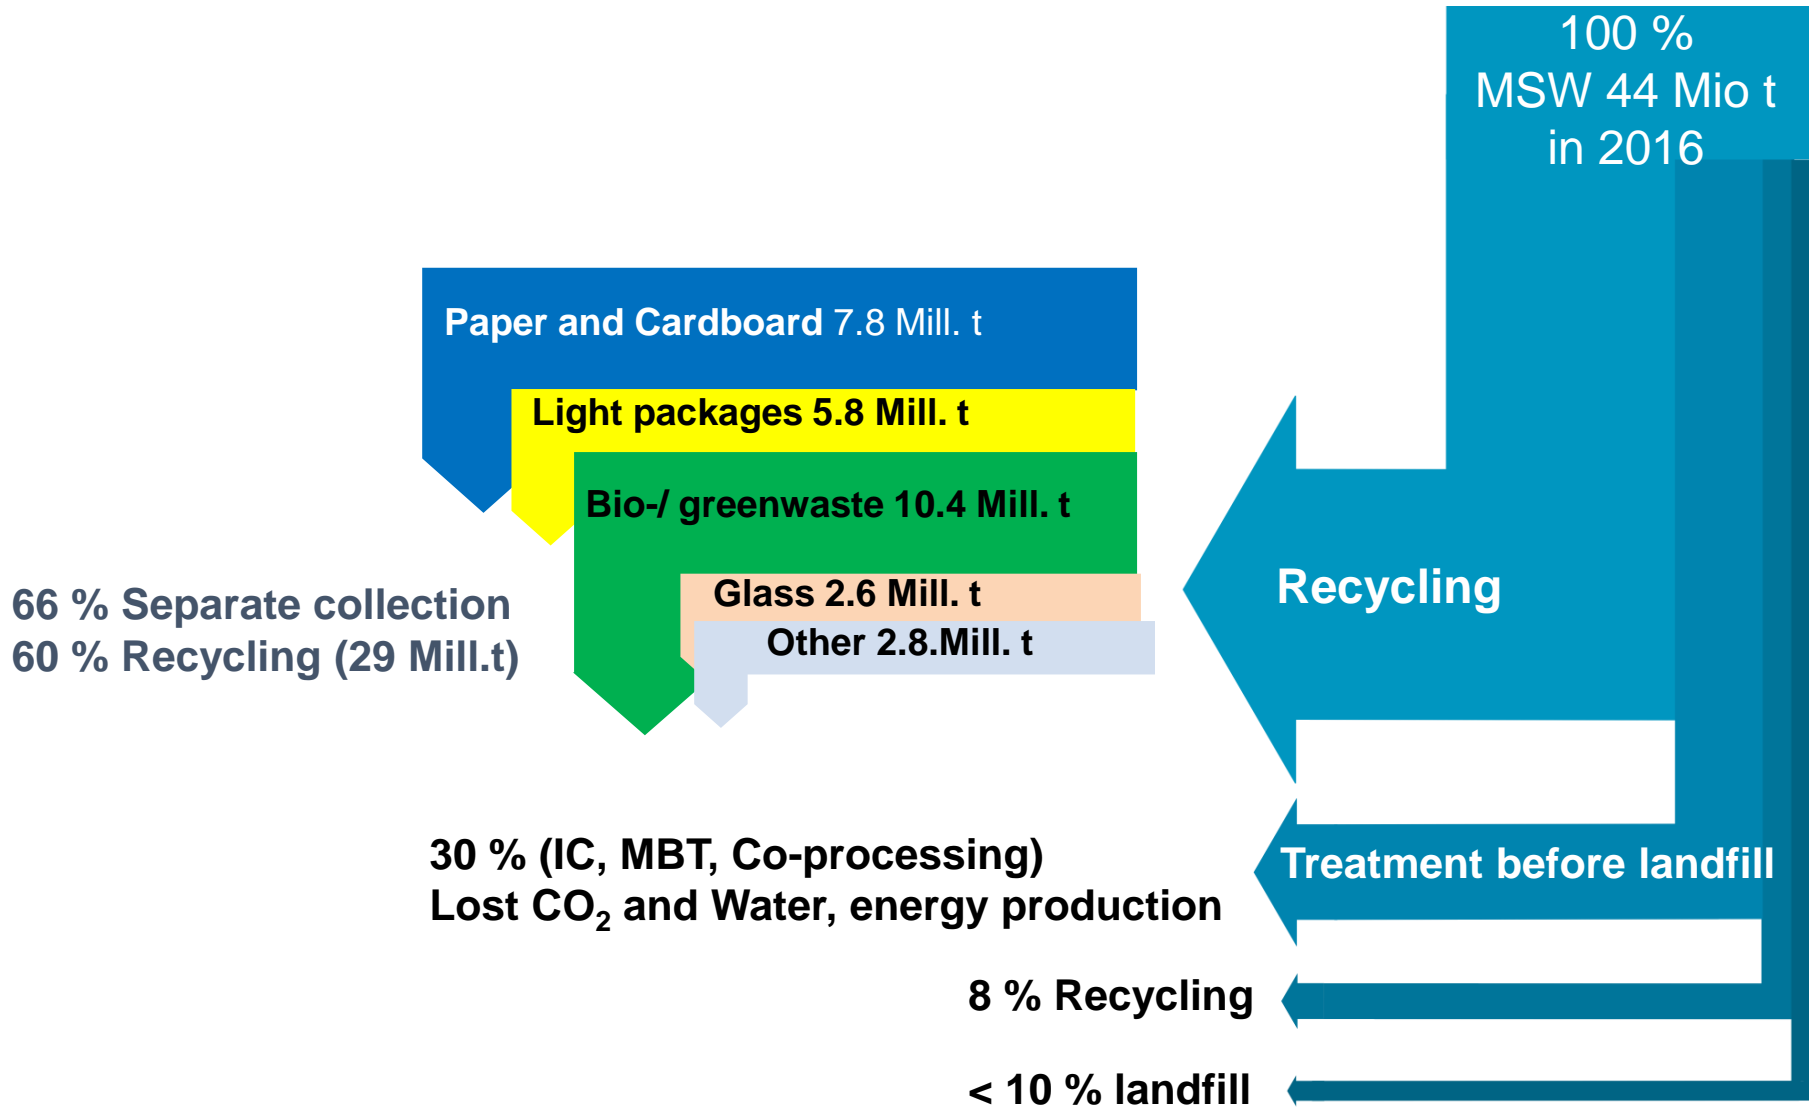 100 %
MSW 44 Mio t
in 2016
Paper and Cardboard 7.8 Mill. t
Light packages 5.8 Mill. t
Bio-/ greenwaste 10.4 Mill. t
Glass 2.6 Mill. t
Other 2.8.Mill. t
66 % Separate collection
60 % Recycling (29 Mill.t)
Recycling
30 % (IC, MBT, Co-processing)
Lost CO₂ and Water, energy production
Treatment before landfill
8 % Recycling
< 10 % landfill